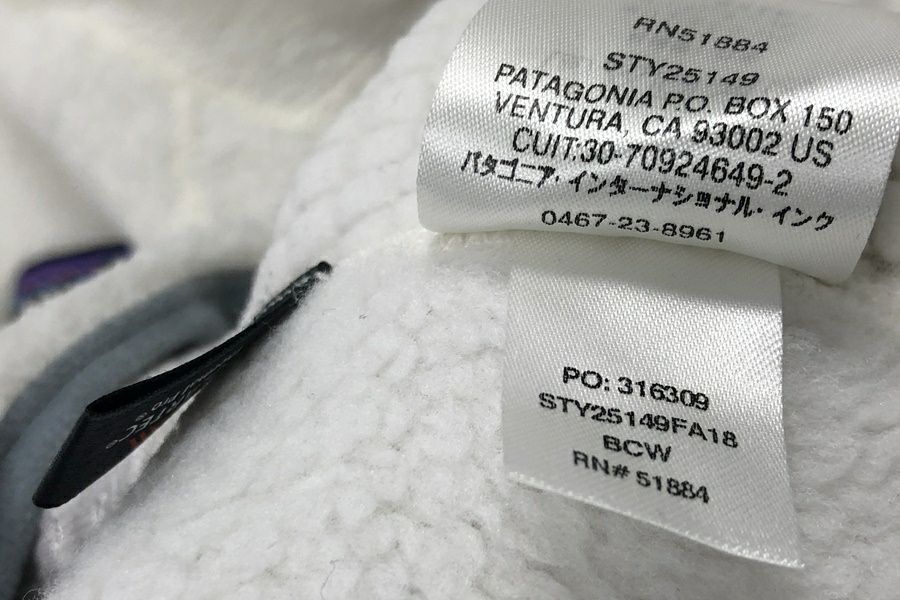 RN51884
STY25149
PATAGONIA P.O. BOX 150
VENTURA, CA 93002 US
CUIT:30-70924649-2
パタゴニア・インターナショナル・インク
0467-23-8961
PO: 316309
STY25149FA18
BCW
RN# 51884